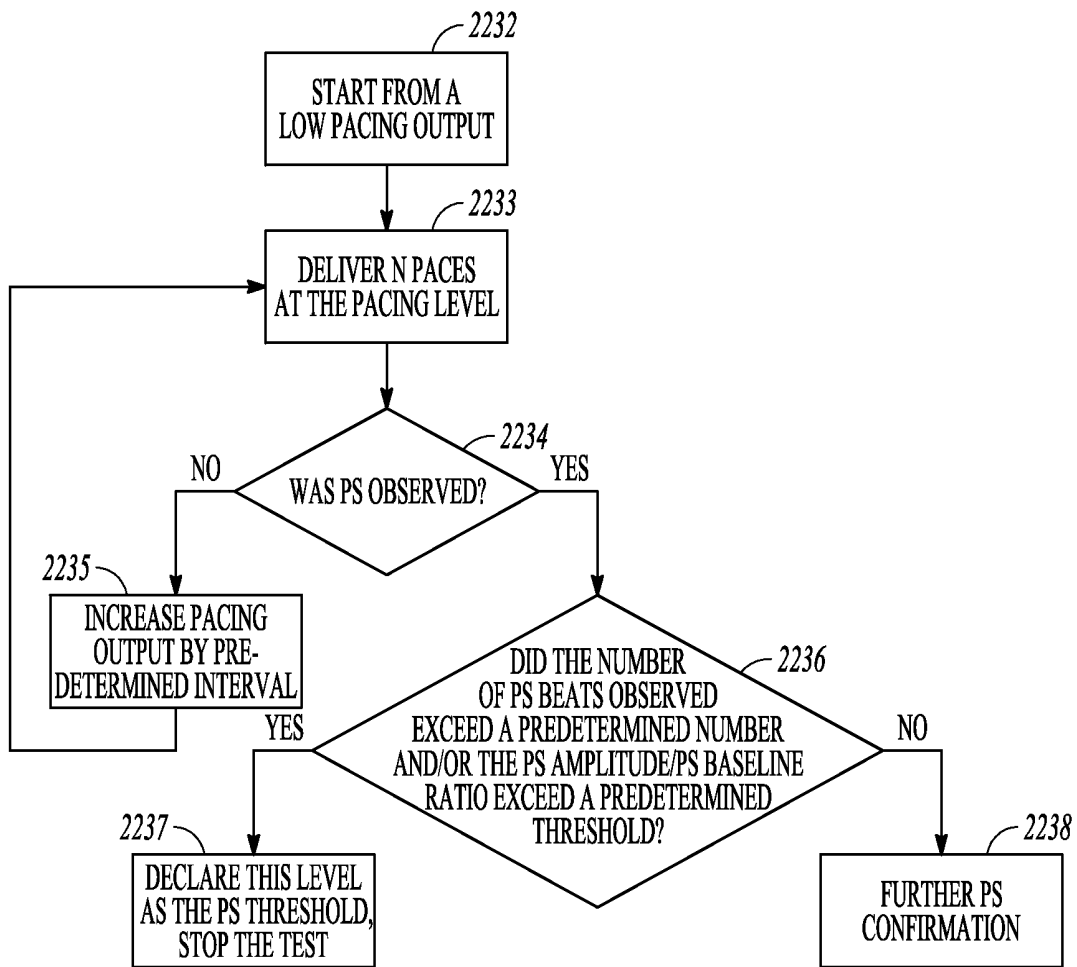 2232
START FROM A
LOW PACING OUTPUT
2233
DELIVER N PACES
AT THE PACING LEVEL
2234
NO
YES
WAS PS OBSERVED?
2235
INCREASE PACING
OUTPUT BY PRE-
DETERMINED INTERVAL
2236
DID THE NUMBER
OF PS BEATS OBSERVED
EXCEED A PREDETERMINED NUMBER
AND/OR THE PS AMPLITUDE/PS BASELINE
RATIO EXCEED A PREDETERMINED
THRESHOLD?
YES
NO
2237
DECLARE THIS LEVEL
AS THE PS THRESHOLD,
STOP THE TEST
2238
FURTHER PS
CONFIRMATION